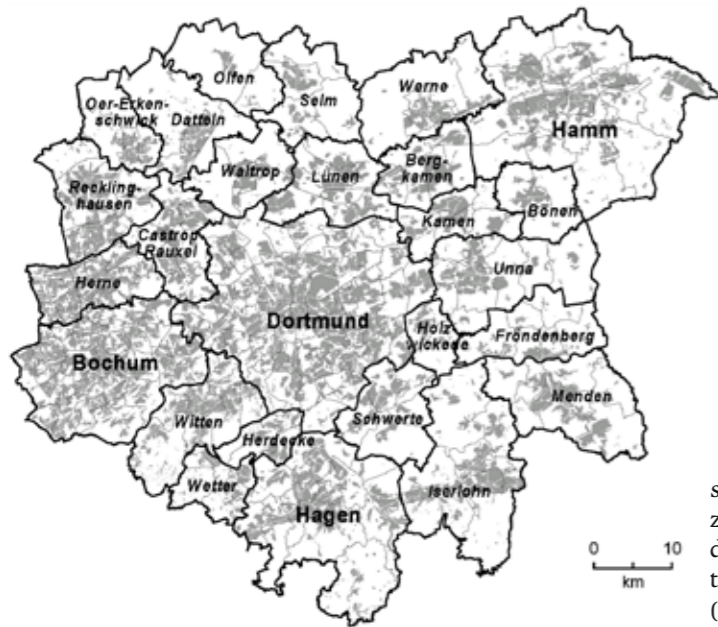 Olfen
Selm
Werne
Oer-Erken-
schwick
Datteln
Hamm
Waltrop
Lünen
Berg-
kamen
Reckling-
hausen
Kamen
Bönen
Castrop
Rauxel
Herne
Unna
Dortmund
Holz
wickede
Fröndenberg
Bochum
Menden
Witten
Schwerte
Herdecke
Wetter
Iserlohn
Hagen
0 10
km
s
z
d
t
(